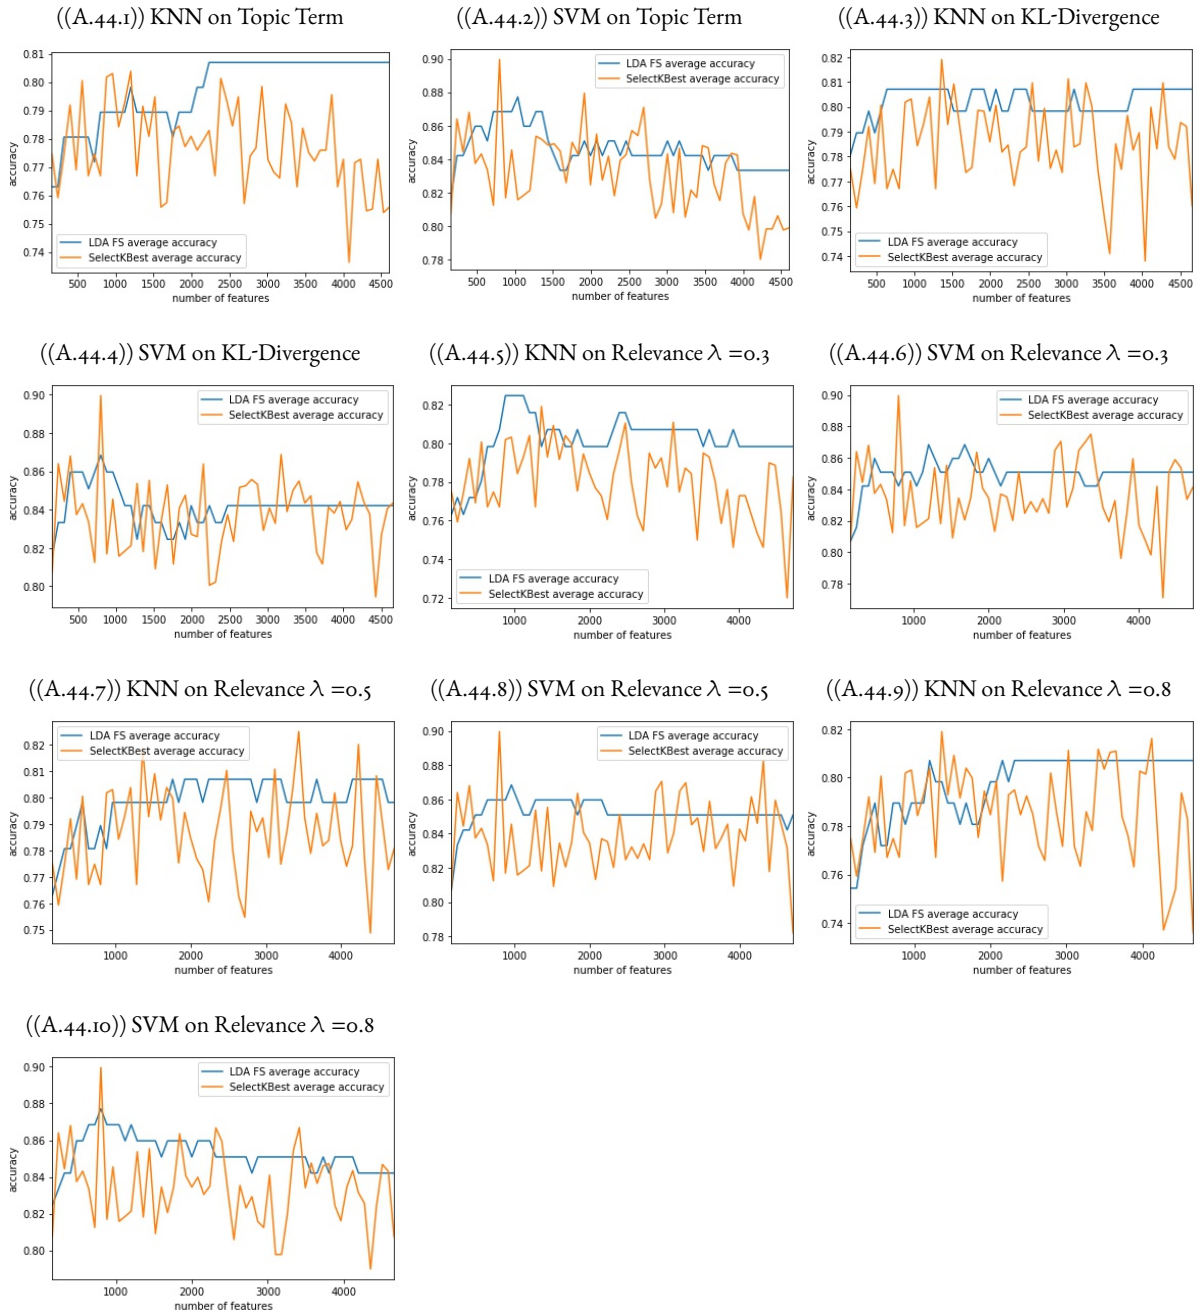 ((A.44.1)) KNN on Topic Term
((A.44.2)) SVM on Topic Term
((A.44.3)) KNN on KL-Divergence
0.81
0.80
0.79
0.78
0.77
0.76
0.75
0.74
accuracy
LDA FS average accuracy
SelectKBest average accuracy
500 1000 1500 2000 2500 3000 3500 4000 4500
number of features
0.90
0.88
0.86
0.84
0.82
0.80
0.78
accuracy
LDA FS average accuracy
SelectKBest average accuracy
500 1000 1500 2000 2500 3000 3500 4000 4500
number of features
0.82
0.81
0.80
0.79
0.78
0.77
0.76
0.75
0.74
accuracy
LDA FS average accuracy
SelectKBest average accuracy
500 1000 1500 2000 2500 3000 3500 4000 4500
number of features
((A.44.4)) SVM on KL-Divergence
((A.44.5)) KNN on Relevance λ =0.3
((A.44.6)) SVM on Relevance λ =0.3
0.90
0.88
0.86
0.84
0.82
0.80
accuracy
LDA FS average accuracy
SelectKBest average accuracy
500 1000 1500 2000 2500 3000 3500 4000 4500
number of features
0.82
0.80
0.78
0.76
0.74
0.72
accuracy
LDA FS average accuracy
SelectKBest average accuracy
1000 2000 3000 4000
number of features
0.90
0.88
0.86
0.84
0.82
0.80
0.78
accuracy
LDA FS average accuracy
SelectKBest average accuracy
1000 2000 3000 4000
number of features
((A.44.7)) KNN on Relevance λ =0.5
((A.44.8)) SVM on Relevance λ =0.5
((A.44.9)) KNN on Relevance λ =0.8
0.82
0.81
0.80
0.79
0.78
0.77
0.76
0.75
accuracy
LDA FS average accuracy
SelectKBest average accuracy
1000 2000 3000 4000
number of features
0.90
0.88
0.86
0.84
0.82
0.80
0.78
accuracy
LDA FS average accuracy
SelectKBest average accuracy
1000 2000 3000 4000
number of features
0.82
0.80
0.78
0.76
0.74
accuracy
LDA FS average accuracy
SelectKBest average accuracy
1000 2000 3000 4000
number of features
((A.44.10)) SVM on Relevance λ =0.8
0.90
0.88
0.86
0.84
0.82
0.80
accuracy
LDA FS average accuracy
SelectKBest average accuracy
1000 2000 3000 4000
number of features